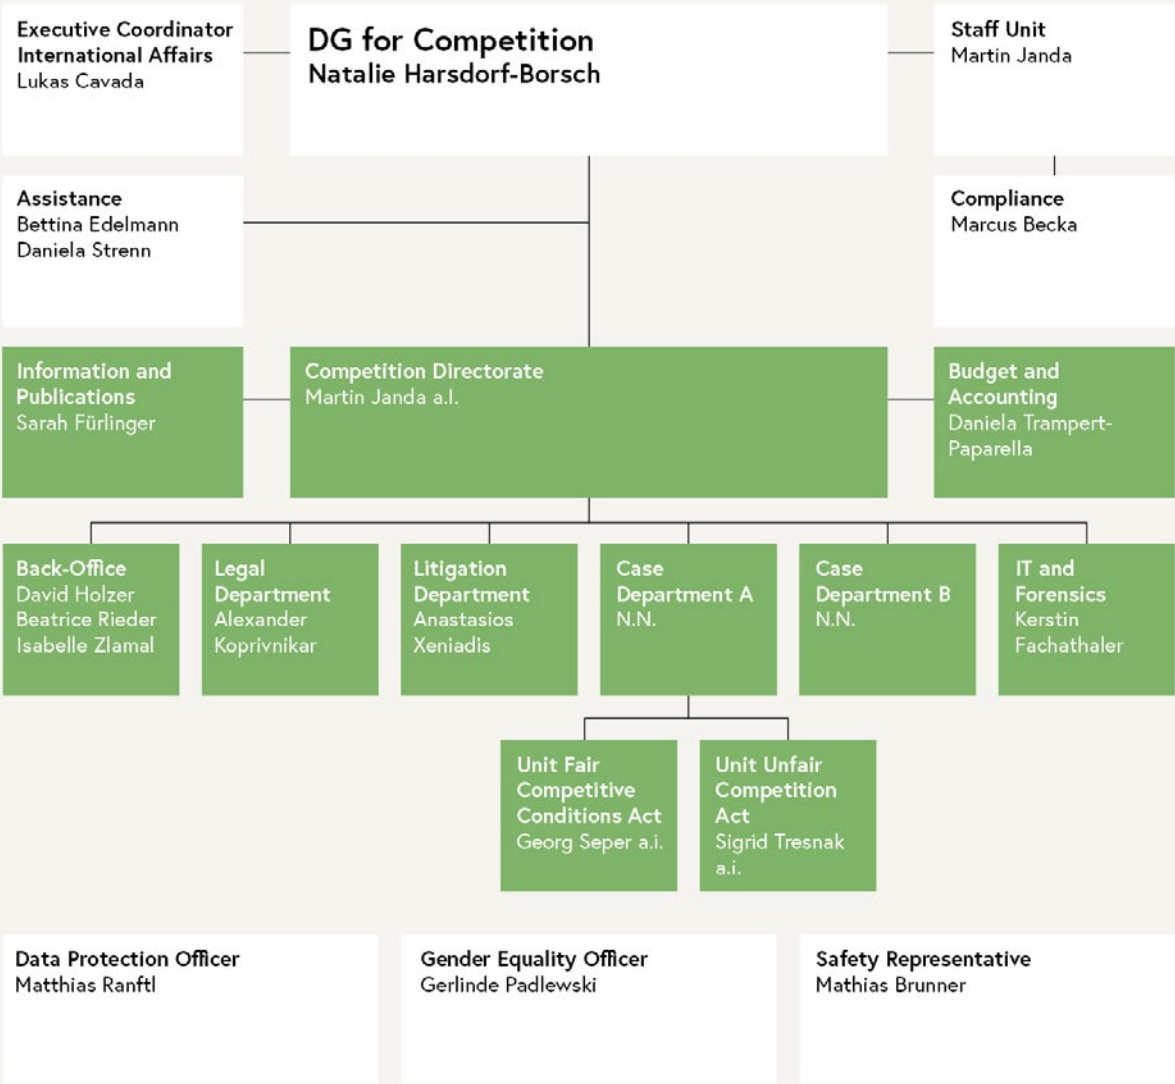 Executive Coordinator
International Affairs
Lukas Cavada
DG for Competition
Natalie Harsdorf-Borsch
Staff Unit
Martin Janda
Assistance
Bettina Edelmann
Daniela Strenn
Compliance
Marcus Becka
Information and
Publications
Sarah Fürlinger
Competition Directorate
Martin Janda a.I.
Budget and
Accounting
Daniela Trampert-
Paparella
Back-Office
David Holzer
Beatrice Rieder
Isabelle Zlamal
Legal
Department
Alexander
Koprivnikar
Litigation
Department
Anastasios
Xeniadis
Case
Department A
N.N.
Case
Department B
N.N.
IT and
Forensics
Kerstin
Fachathaler
Unit Fair
Competitive
Conditions Act
Georg Seper a.i.
Unit Unfair
Competition
Act
Sigrid Tresnak
a.i.
Data Protection Officer
Matthias Ranftl
Gender Equality Officer
Gerlinde Padlewski
Safety Representative
Mathias Brunner